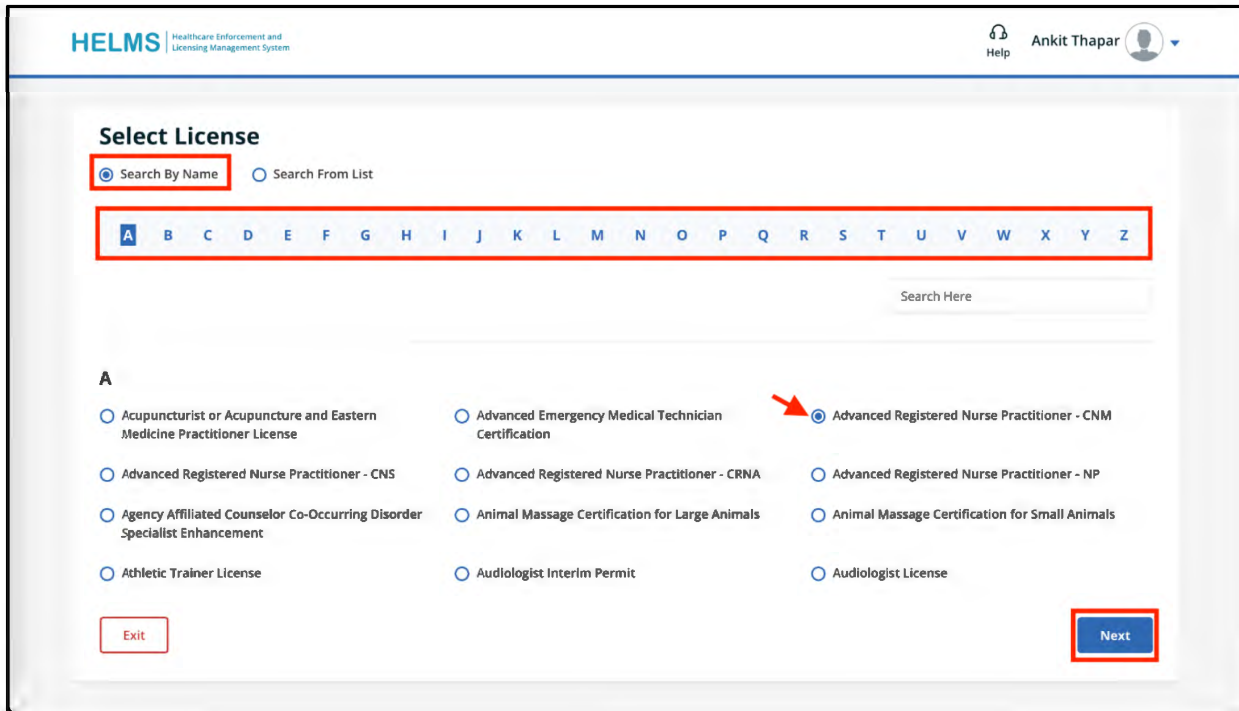 HELMS
Healthcare Enforcement and
Licensing Management System
Help
Ankit Thapar
Select License
Search By Name
Search From List
A B C D E F G H I J K L M N O P Q R S T U V W X Y Z
Search Here
A
Acupuncturist or Acupuncture and Eastern
Medicine Practitioner License
Advanced Emergency Medical Technician
Certification
Advanced Registered Nurse Practitioner - CNM
Advanced Registered Nurse Practitioner - CNS
Advanced Registered Nurse Practitioner - CRNA
Advanced Registered Nurse Practitioner - NP
Agency Affiliated Counselor Co-Occurring Disorder
Specialist Enhancement
Animal Massage Certification for Large Animals
Animal Massage Certification for Small Animals
Athletic Trainer License
Audiologist Interim Permit
Audiologist License
Exit
Next